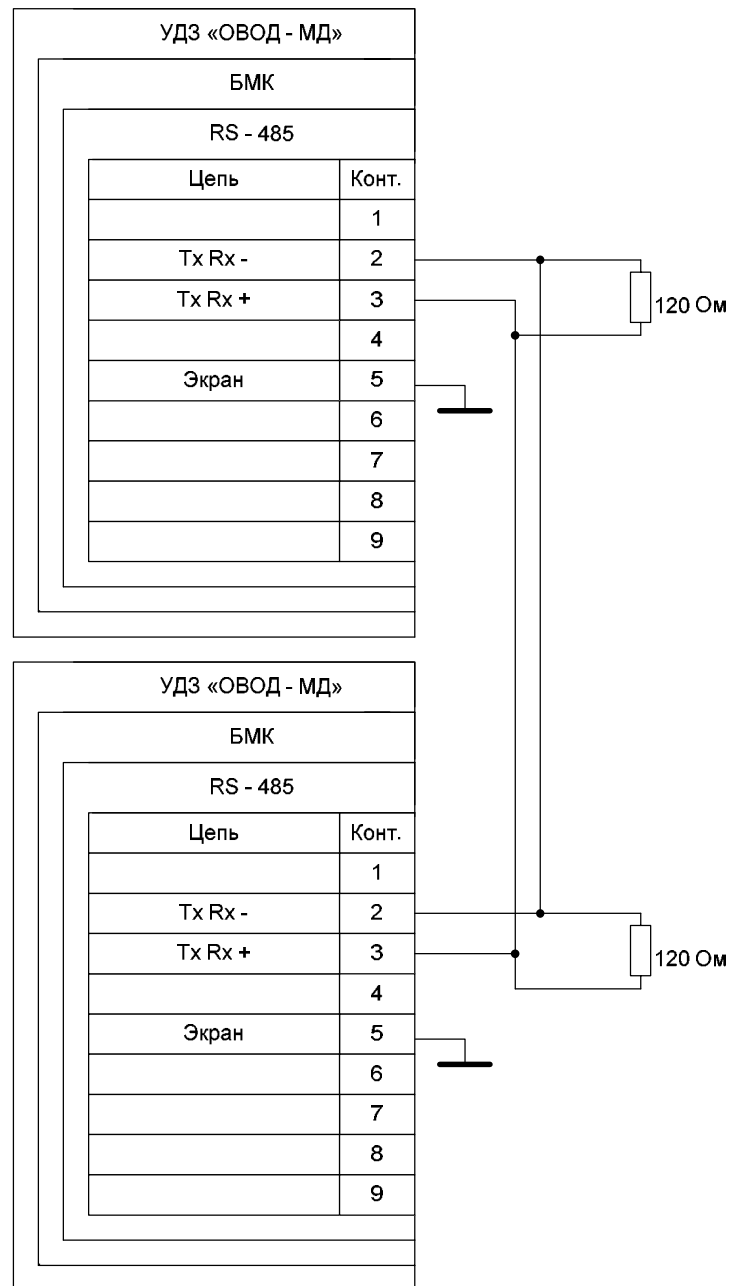 УДЗ «ОВОД - МД»
БМК
RS - 485
Цепь Конт.
1
Tx Rx - 2
Tx Rx + 3
4
Экран 5
6
7
8
9
120 Ом
УДЗ «ОВОД - МД»
БМК
RS - 485
Цепь Конт.
1
Tx Rx - 2
Tx Rx + 3
4
Экран 5
6
7
8
9
120 Ом